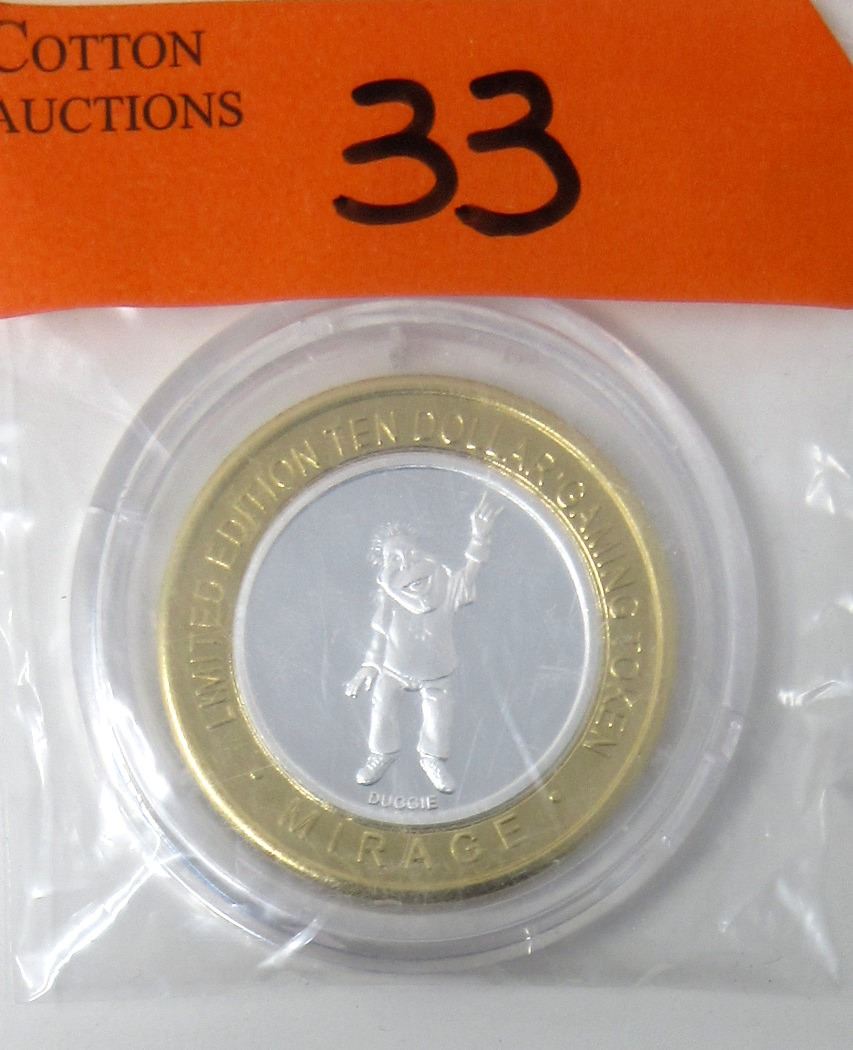 COTTON
AUCTIONS
33
LIMITED EDITION TEN DOLLAR GAMING TOKEN
DUGGIE
• MIRAGE •